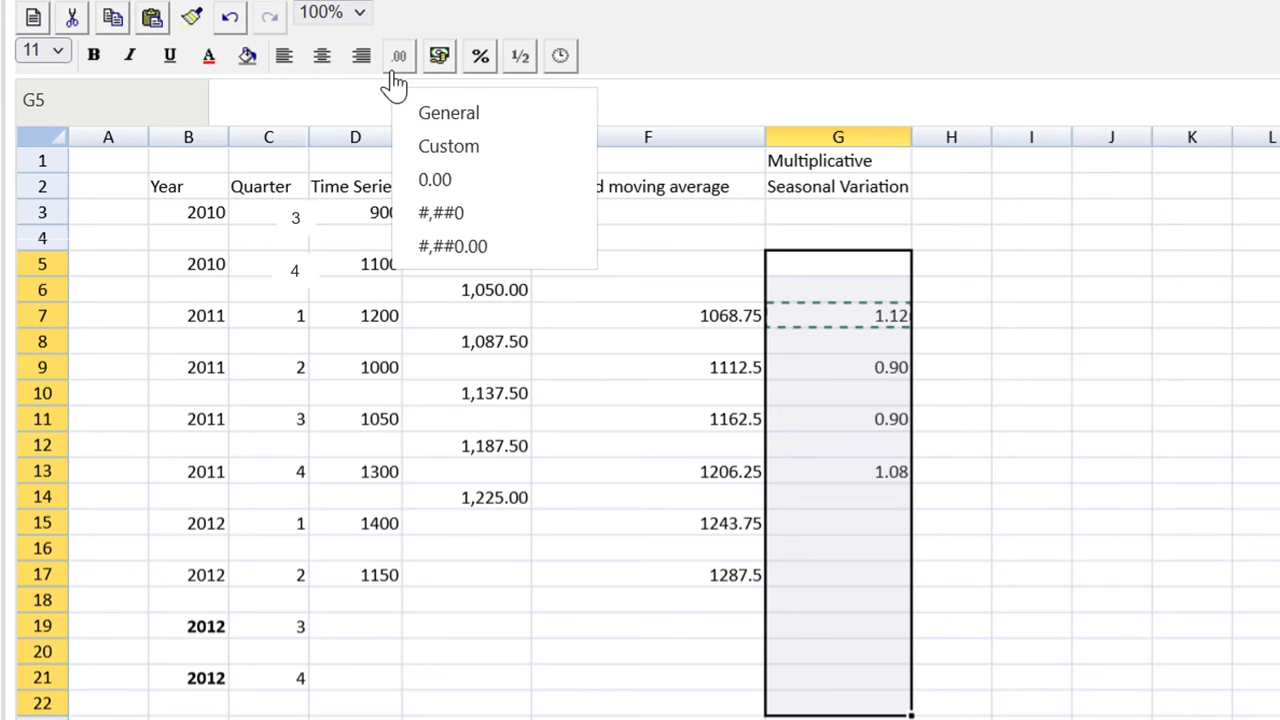 100%
11 B I U A .00 % 1/2
G5
General
Custom
0.00
#,##0
#,##0.00
A B C D F G H I J K L
1 Multiplicative
2 Year Quarter Time Serie d moving average Seasonal Variation
3 2010 3 900
4
5 2010 4 1100
6 1,050.00
7 2011 1 1200 1068.75 1.12
8 1,087.50
9 2011 2 1000 1112.5 0.90
10 1,137.50
11 2011 3 1050 1162.5 0.90
12 1,187.50
13 2011 4 1300 1206.25 1.08
14 1,225.00
15 2012 1 1400 1243.75
16
17 2012 2 1150 1287.5
18
19 2012 3
20
21 2012 4
22